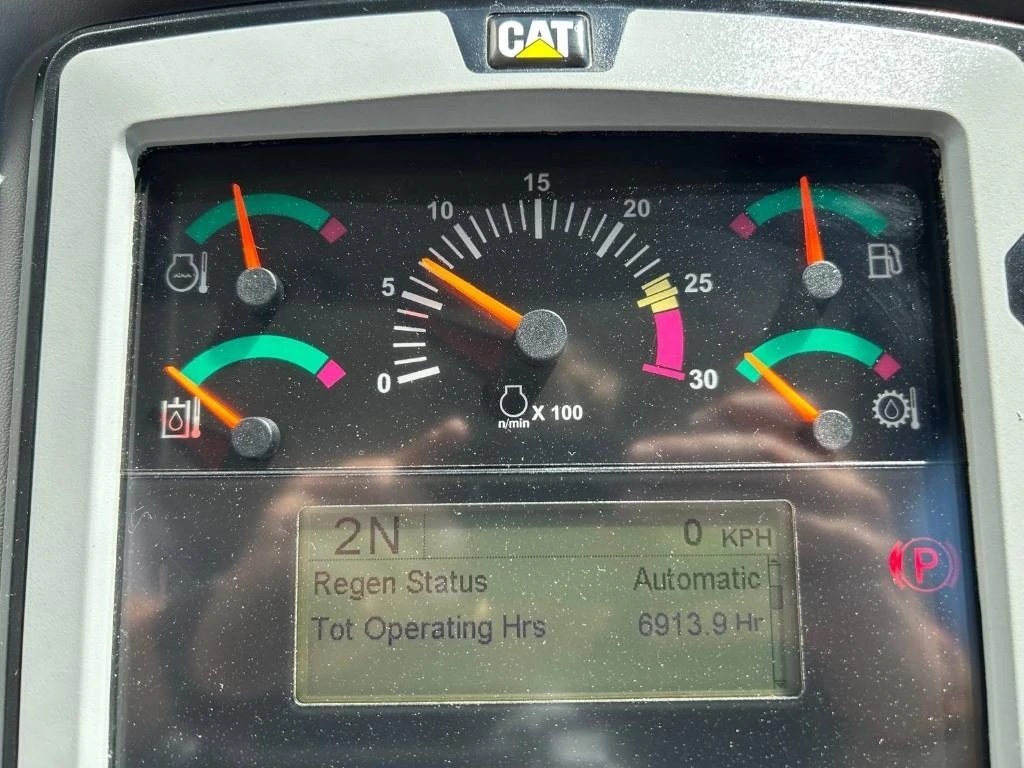 CAT
15
10 20
5 25
0 30
n/min X 100
2N 0 KPH
Regen Status Automatic
Tot Operating Hrs 6913.9 Hr
P